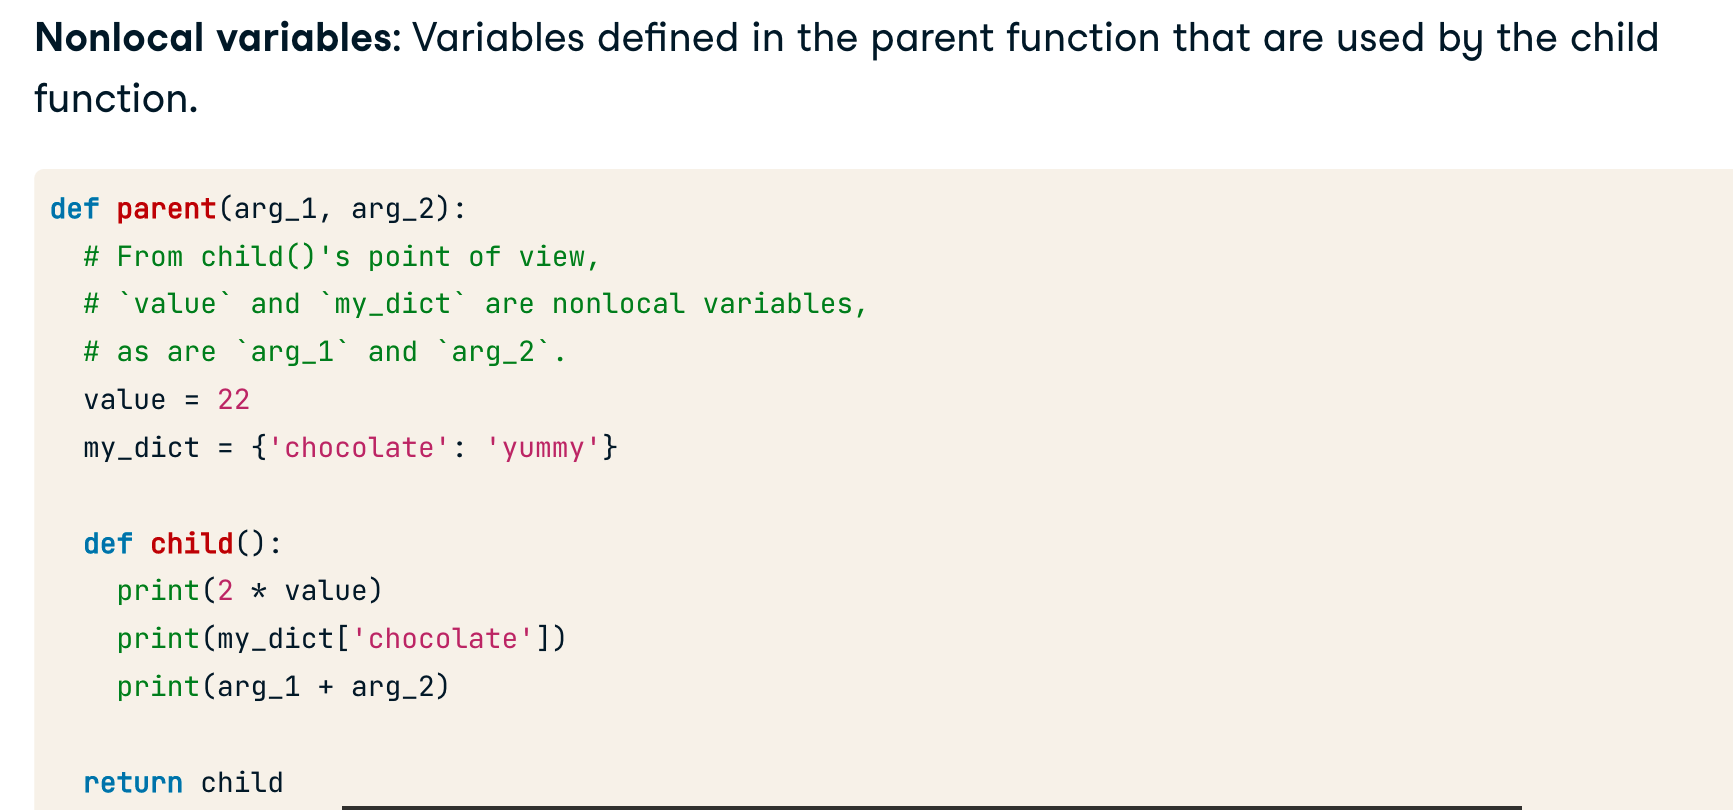 Nonlocal variables: Variables defined in the parent function that are used by the child
function.
def parent(arg_1, arg_2):
  # From child()'s point of view,
  # `value` and `my_dict` are nonlocal variables,
  # as are `arg_1` and `arg_2`.
  value = 22
  my_dict = {'chocolate': 'yummy'}

  def child():
    print(2 * value)
    print(my_dict['chocolate'])
    print(arg_1 + arg_2)

  return child